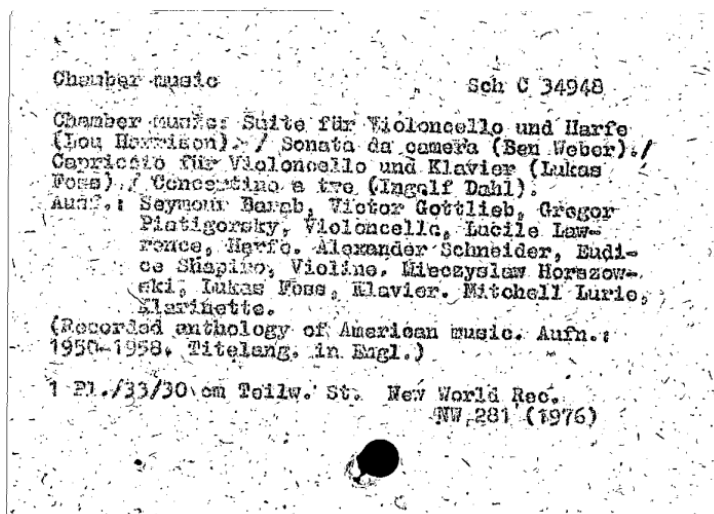 Chamber music Sch C 34948
Chamber music: Suite für Violoncello und Harfe
(Lou Harrison). / Sonata da camera (Ben Weber)./
Capriccio für Violoncello und Klavier (Lukas
Foss)./ Concertino a tre (Ingolf Dahl).
Ausf.: Seymour Barab, Victor Gottlieb, Gregor
Piatigorsky, Violoncello, Lucile Law-
rence, Harfe. Alexander Schneider, Eudi-
ce Shapiro, Violine. Mieczyslaw Horszow-
ski, Lukas Foss, Klavier. Mitchell Lurie,
Klarinette.
(Recorded anthology of American music. Aufn.:
1950-1958. Titelang. in Engl.)
1 Pl./33/30 cm Teilw. St. New World Rec.
NW 281 (1976)